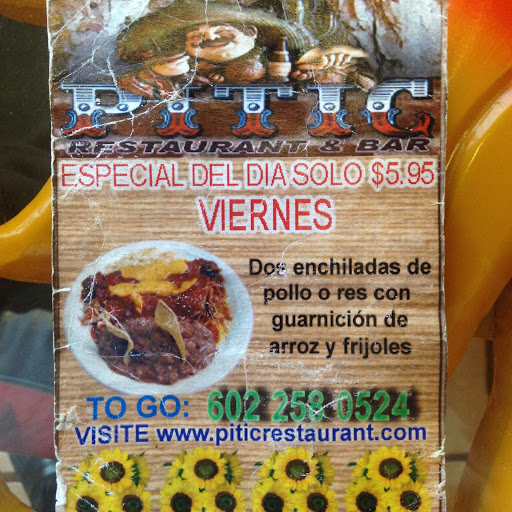 PITIC
RESTAURANT & BAR
ESPECIAL DEL DIA SOLO $5.95
VIERNES
Dos enchiladas de
pollo o res con
guarnición de
arroz y frijoles
TO GO: 602 258 0524
VISITE www.piticrestaurant.com